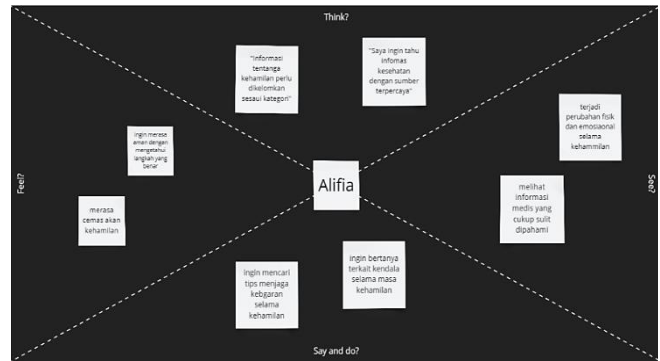 Think?
"Informasi
tentanga
kehamilan perlu
dikelomkan
sesaui kategori"
"Saya ingin tahu
infomas
kesehatan
dengan sumber
terpercaya"
terjadi
perubahan fisik
dan emosiaonal
selama
kehammilan
ingin meresa
aman dengan
mengetahui
langkah yang
benar
Feel?
Alifia
See?
melihat
informasi
medis yang
cukup sulit
dipahami
merasa
cemas akan
kehamilan
ingin bertanya
terkait kendala
selama masa
kehamilan
ingin mencari
tips menjaga
kebgaran
selama
kehamilan
Say and do?